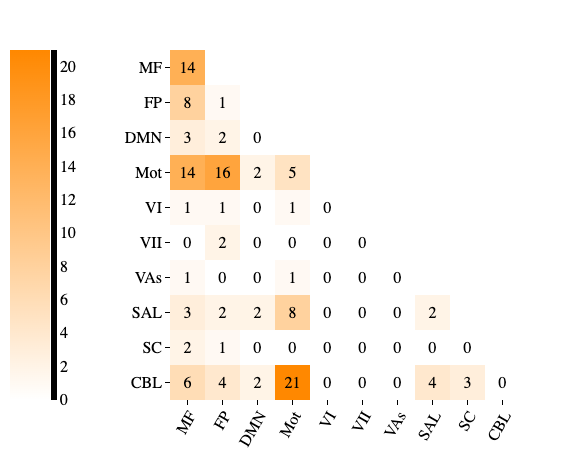 20
18
16
14
12
10
8
6
4
2
0
MF 14
FP 8 1
DMN 3 2 0
Mot 14 16 2 5
VI 1 1 0 1 0
VII 0 2 0 0 0 0
VAs 1 0 0 1 0 0 0
SAL 3 2 2 8 0 0 0 2
SC 2 1 0 0 0 0 0 0 0
CBL 6 4 2 21 0 0 0 4 3 0
MF FP DMN Mot VI VII VAs SAL SC CBL